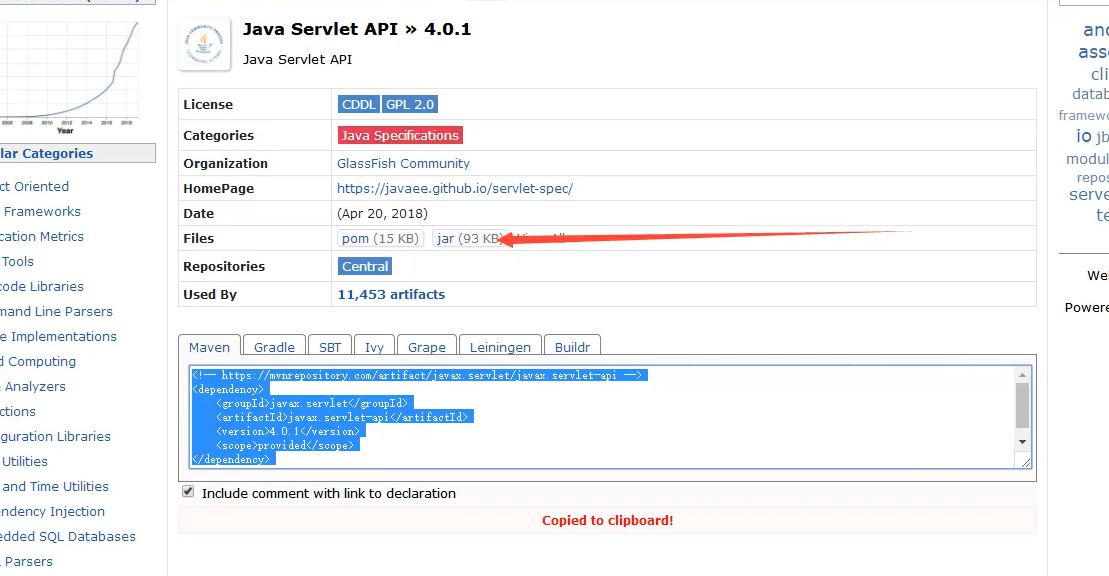 Java Servlet API » 4.0.1
Java Servlet API
2006 2008 2010 2012 2014 2016 2018
Year
lar Categories
ct Oriented
Frameworks
cation Metrics
Tools
code Libraries
mand Line Parsers
e Implementations
d Computing
Analyzers
ctions
guration Libraries
Utilities
and Time Utilities
ndency Injection
edded SQL Databases
Parsers
License CDDL GPL 2.0
Categories Java Specifications
Organization GlassFish Community
HomePage https://javaee.github.io/servlet-spec/
Date (Apr 20, 2018)
Files pom (15 KB) jar (93 KB)
Repositories Central
Used By 11,453 artifacts
Maven Gradle SBT Ivy Grape Leiningen Buildr
<!-- https://mvnrepository.com/artifact/javax.servlet/javax.servlet-api -->
<dependency>
<groupId>javax.servlet</groupId>
<artifactId>javax.servlet-api</artifactId>
<version>4.0.1</version>
<scope>provided</scope>
</dependency>
Include comment with link to declaration
Copied to clipboard!
and
ass
cli
datab
framewo
io jb
modul
repos
serve
te
We
Powere